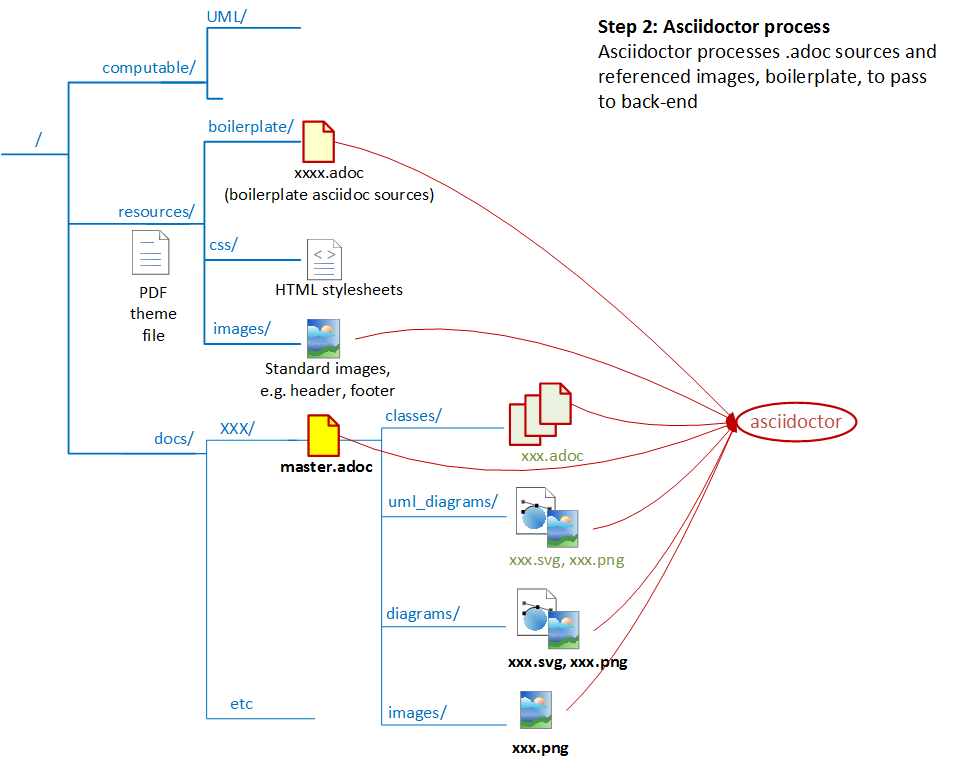 UML/
Step 2: Asciidoctor process
Asciidoctor processes .adoc sources and
referenced images, boilerplate, to pass
to back-end
computable/
/
boilerplate/
xxxx.adoc
(boilerplate asciidoc sources)
resources/
css/
HTML stylesheets
PDF
theme
file
images/
Standard images,
e.g. header, footer
docs/
XXX/
master.adoc
classes/
xxx.adoc
asciidoctor
uml_diagrams/
xxx.svg, xxx.png
diagrams/
xxx.svg, xxx.png
etc
images/
xxx.png